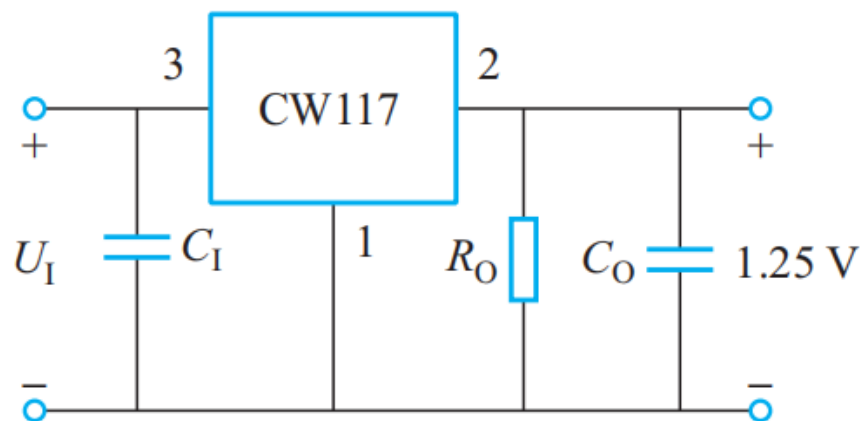 3
CW117
2
+
+
U_I
C_I
1
R_O
C_O
1.25 V
−
−